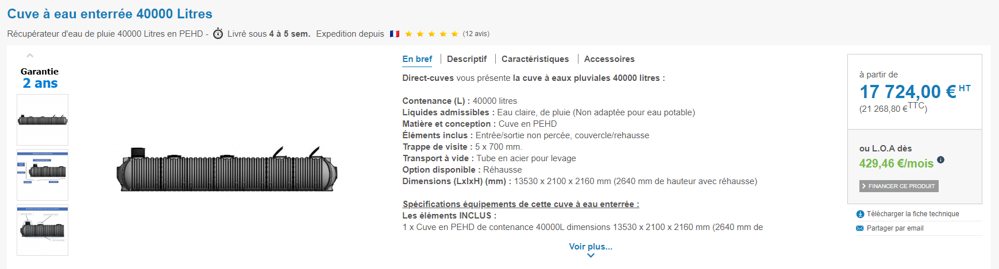 Cuve à eau enterrée 40000 Litres
Récupérateur d'eau de pluie 40000 Litres en PEHD - Livré sous 4 à 5 sem. Expedition depuis (12 avis)
Garantie
2 ans
En bref
Descriptif
Caractéristiques
Accessoires
Direct-cuves vous présente la cuve à eaux pluviales 40000 litres :
Contenance (L) : 40000 litres
Liquides admissibles : Eau claire, de pluie (Non adaptée pour eau potable)
Matière et conception : Cuve en PEHD
Éléments inclus : Entrée/sortie non percée, couvercle/rehausse
Trappe de visite : 5 x 700 mm.
Transport à vide : Tube en acier pour levage
Option disponible : Réhausse
Dimensions (LxlxH) (mm) : 13530 x 2100 x 2160 mm (2640 mm de hauteur avec réhausse)
Spécifications équipements de cette cuve à eau enterrée :
Les éléments INCLUS :
1 x Cuve en PEHD de contenance 40000L dimensions 13530 x 2100 x 2160 mm (2640 mm de
Voir plus...
à partir de
17 724,00 € HT
(21 268,80 € TTC)
ou L.O.A dès
429,46 €/mois
FINANCER CE PRODUIT
Télécharger la fiche technique
Partager par email